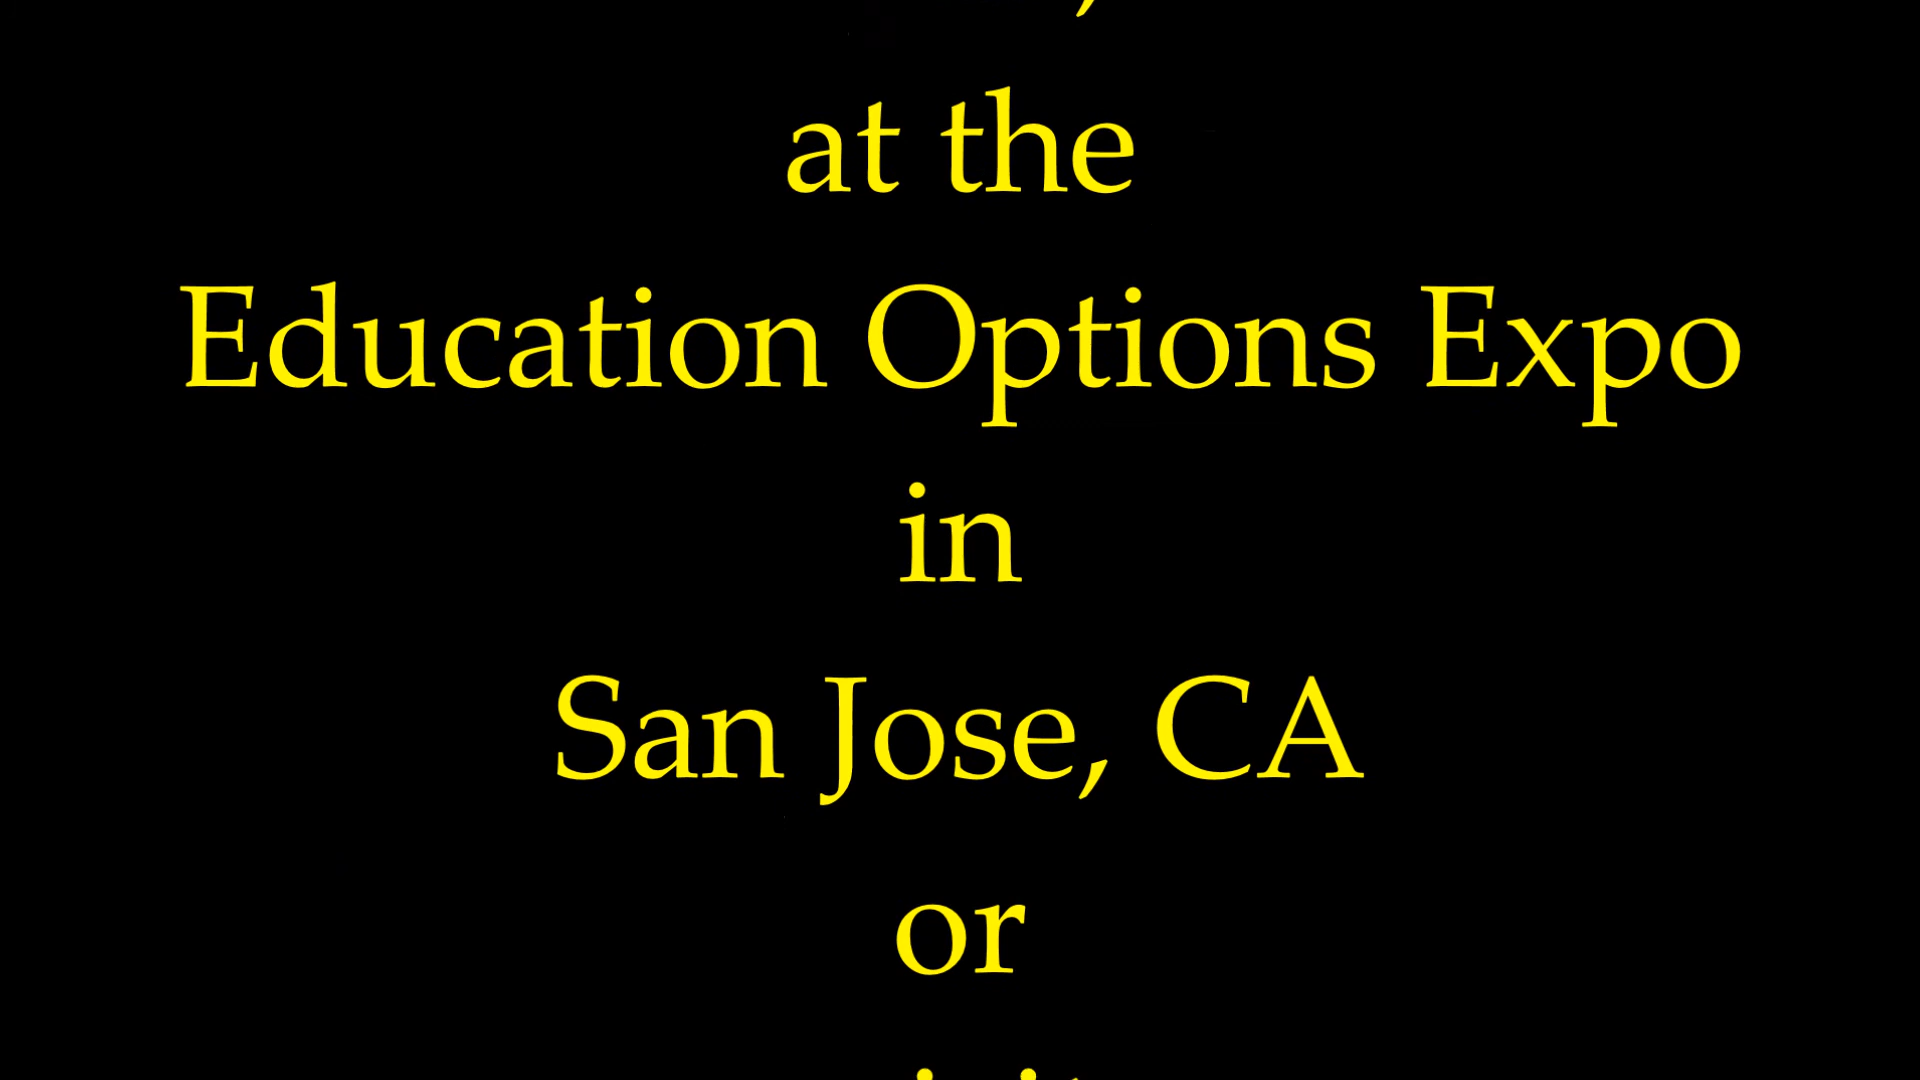 at the
Education Options Expo
in
San Jose, CA
or